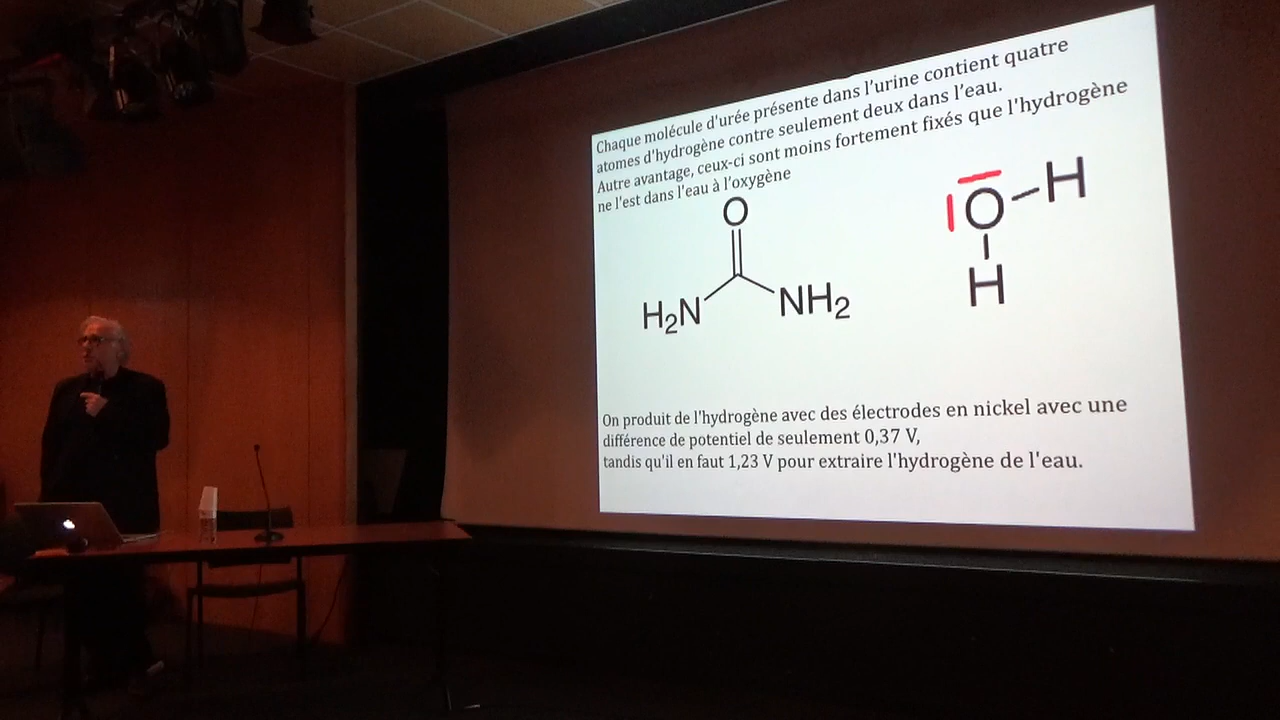 Chaque molécule d'urée présente dans l'urine contient quatre
atomes d'hydrogène contre seulement deux dans l'eau.
Autre avantage, ceux-ci sont moins fortement fixés que l'hydrogène
ne l'est dans l'eau à l'oxygène
O
H₂N
NH₂
O
H
H
On produit de l'hydrogène avec des électrodes en nickel avec une
différence de potentiel de seulement 0,37 V,
tandis qu'il en faut 1,23 V pour extraire l'hydrogène de l'eau.